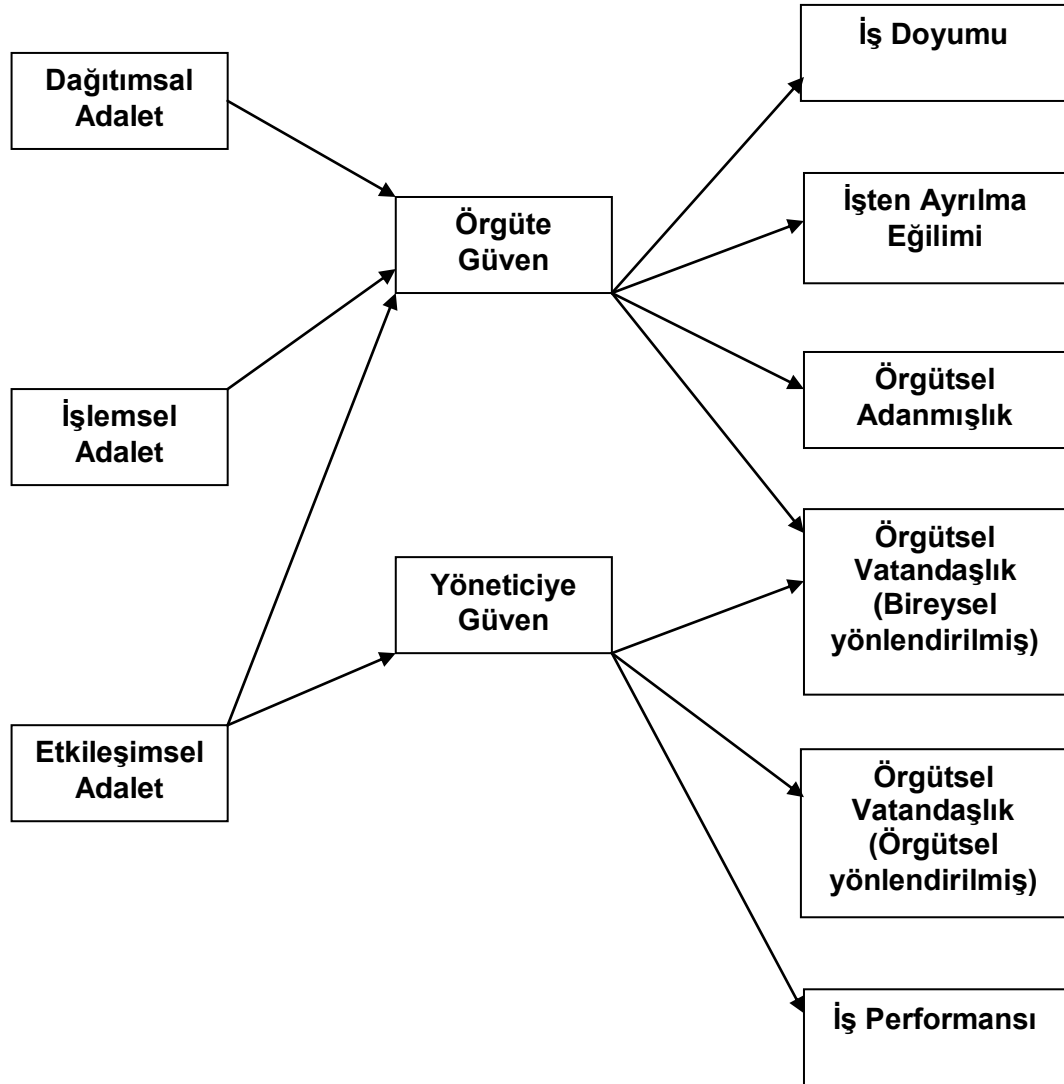 Dağıtımsal
Adalet
İşlemsel
Adalet
Etkileşimsel
Adalet
Örgüte
Güven
Yöneticiye
Güven
İş Doyumu
İşten Ayrılma
Eğilimi
Örgütsel
Adanmışlık
Örgütsel
Vatandaşlık
(Bireysel
yönlendirilmiş)
Örgütsel
Vatandaşlık
(Örgütsel
yönlendirilmiş)
İş Performansı